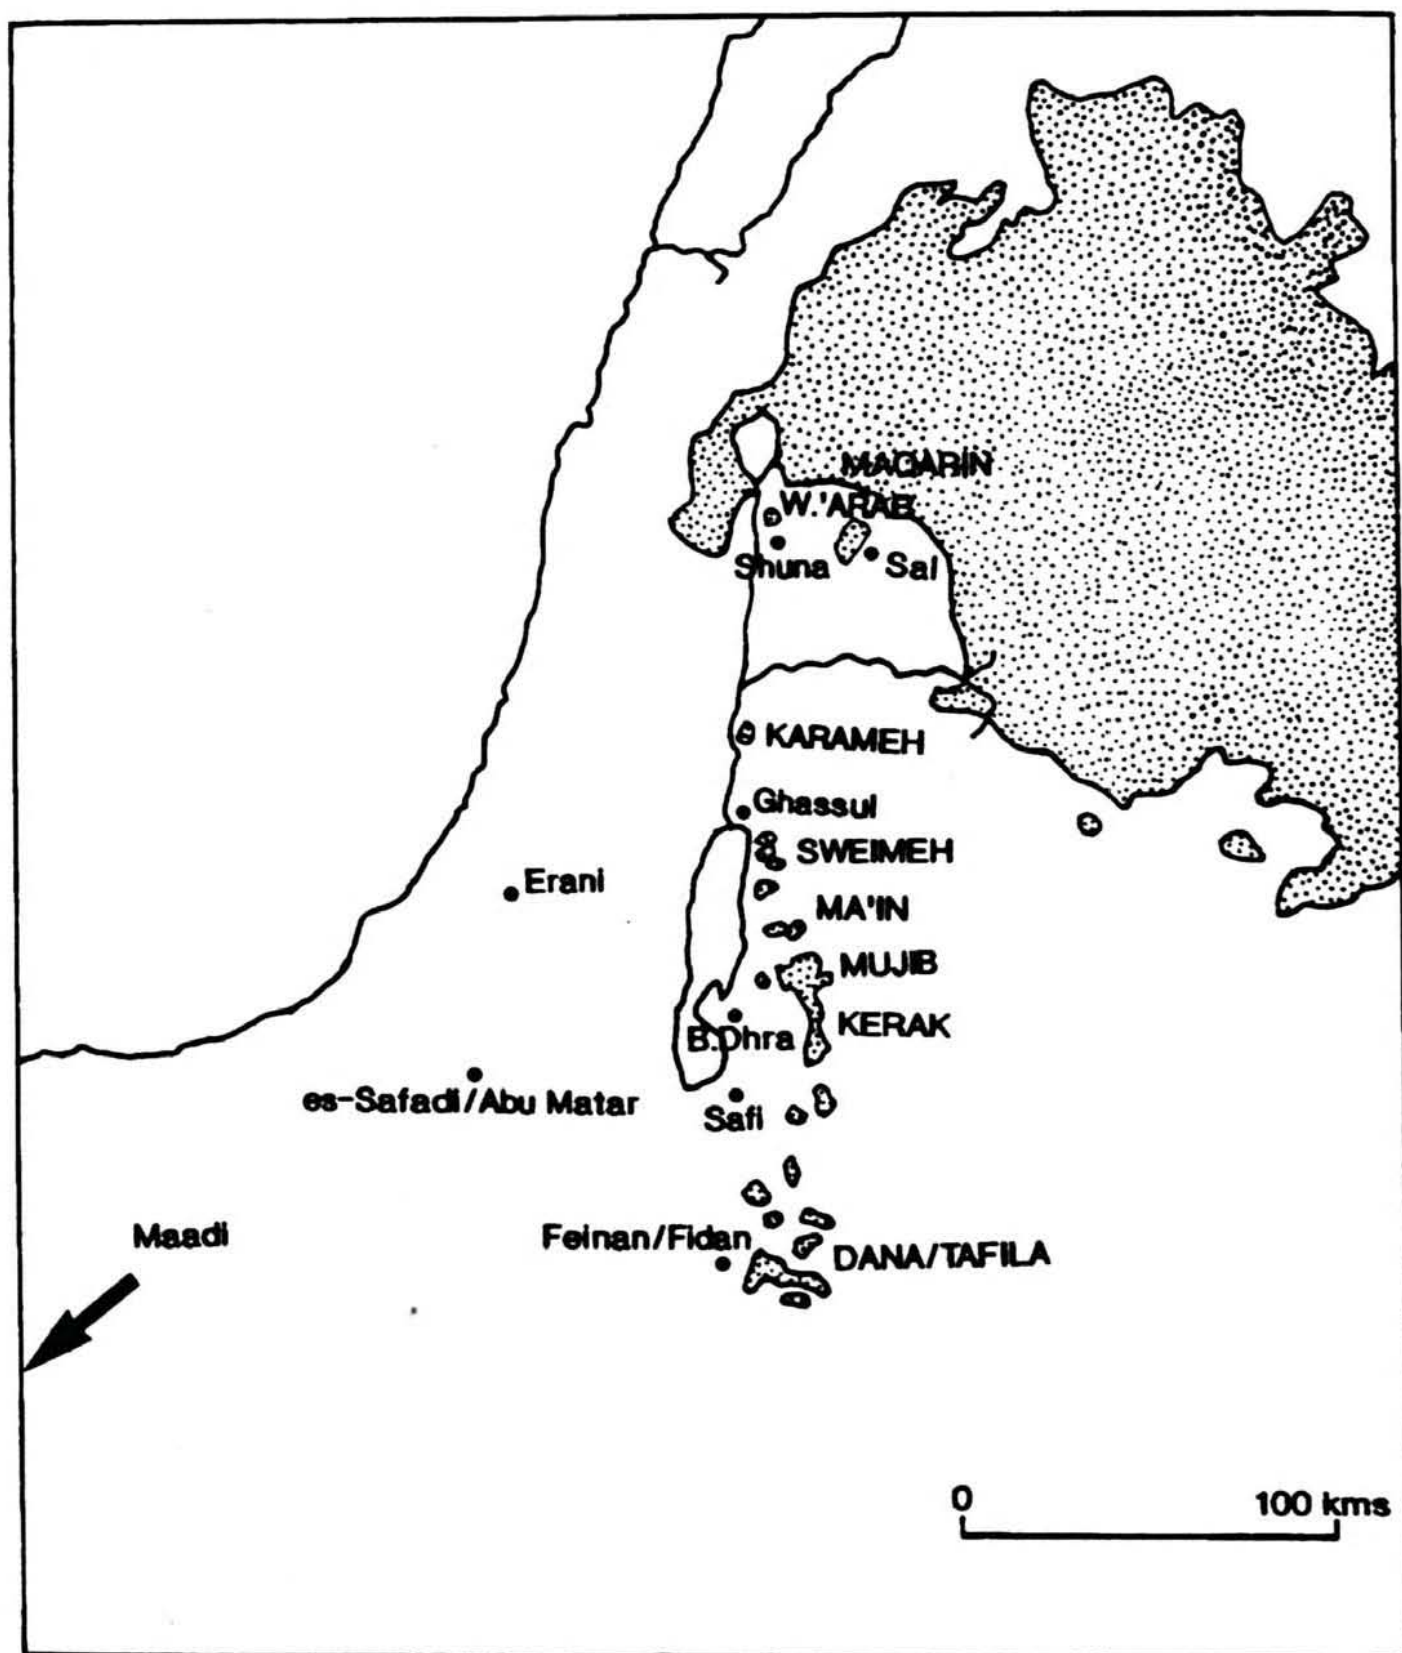 MAQARIN
W.'ARAB
Shuna
Sal
KARAMEH
Ghassul
SWEIMEH
Erani
MA'IN
MUJIB
B.Dhra
KERAK
es-Safadi/Abu Matar
Safi
Maadi
Feinan/Fidan
DANA/TAFILA
0 100 kms